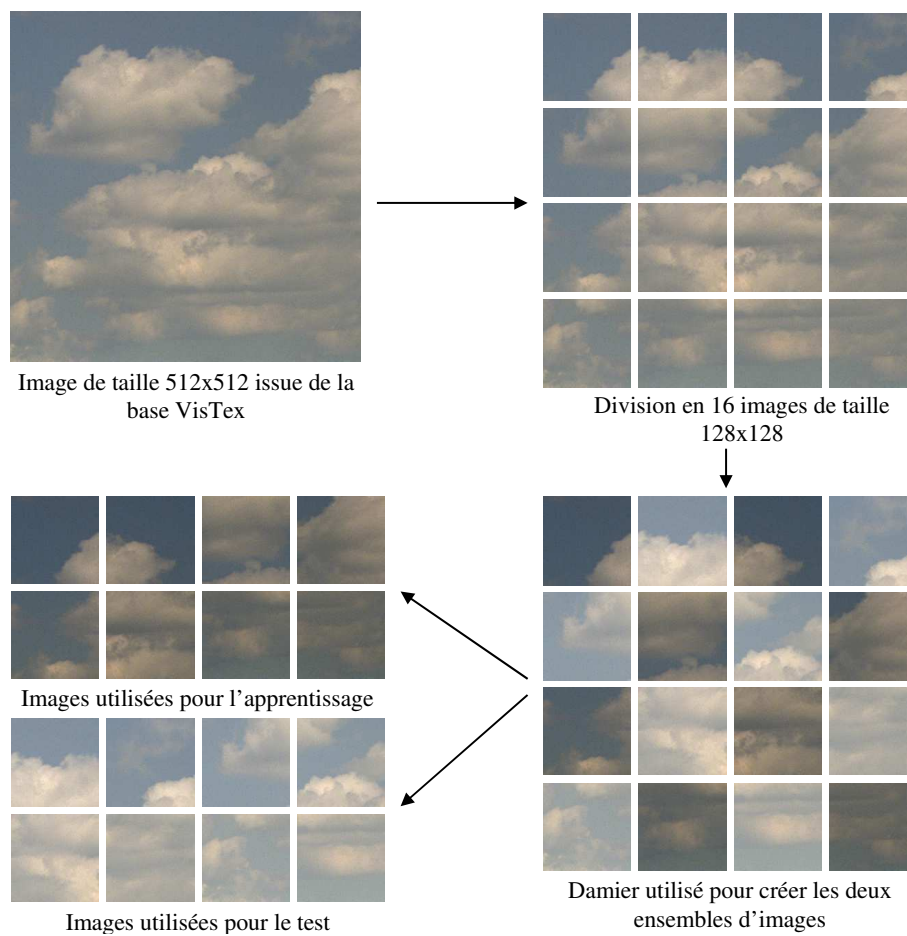 Image de taille 512x512 issue de la
base VisTex
Division en 16 images de taille
128x128
Images utilisées pour l’apprentissage
Images utilisées pour le test
Damier utilisé pour créer les deux
ensembles d’images